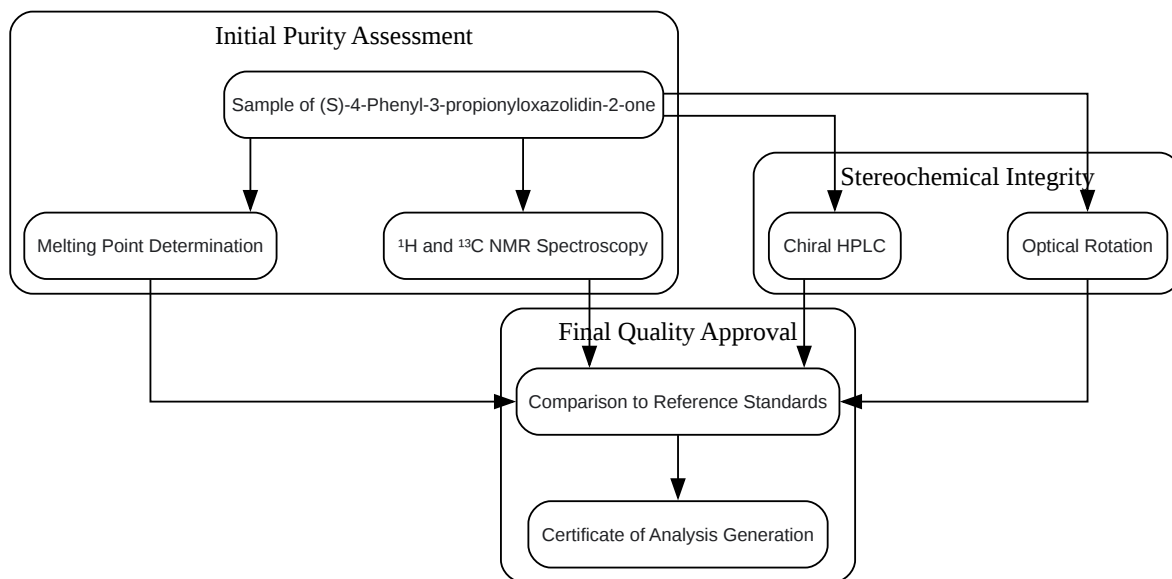 Initial Purity Assessment
Sample of (S)-4-Phenyl-3-propionyloxazolidin-2-one
Stereochemical Integrity
Melting Point Determination
¹H and ¹³C NMR Spectroscopy
Chiral HPLC
Optical Rotation
Final Quality Approval
Comparison to Reference Standards
Certificate of Analysis Generation